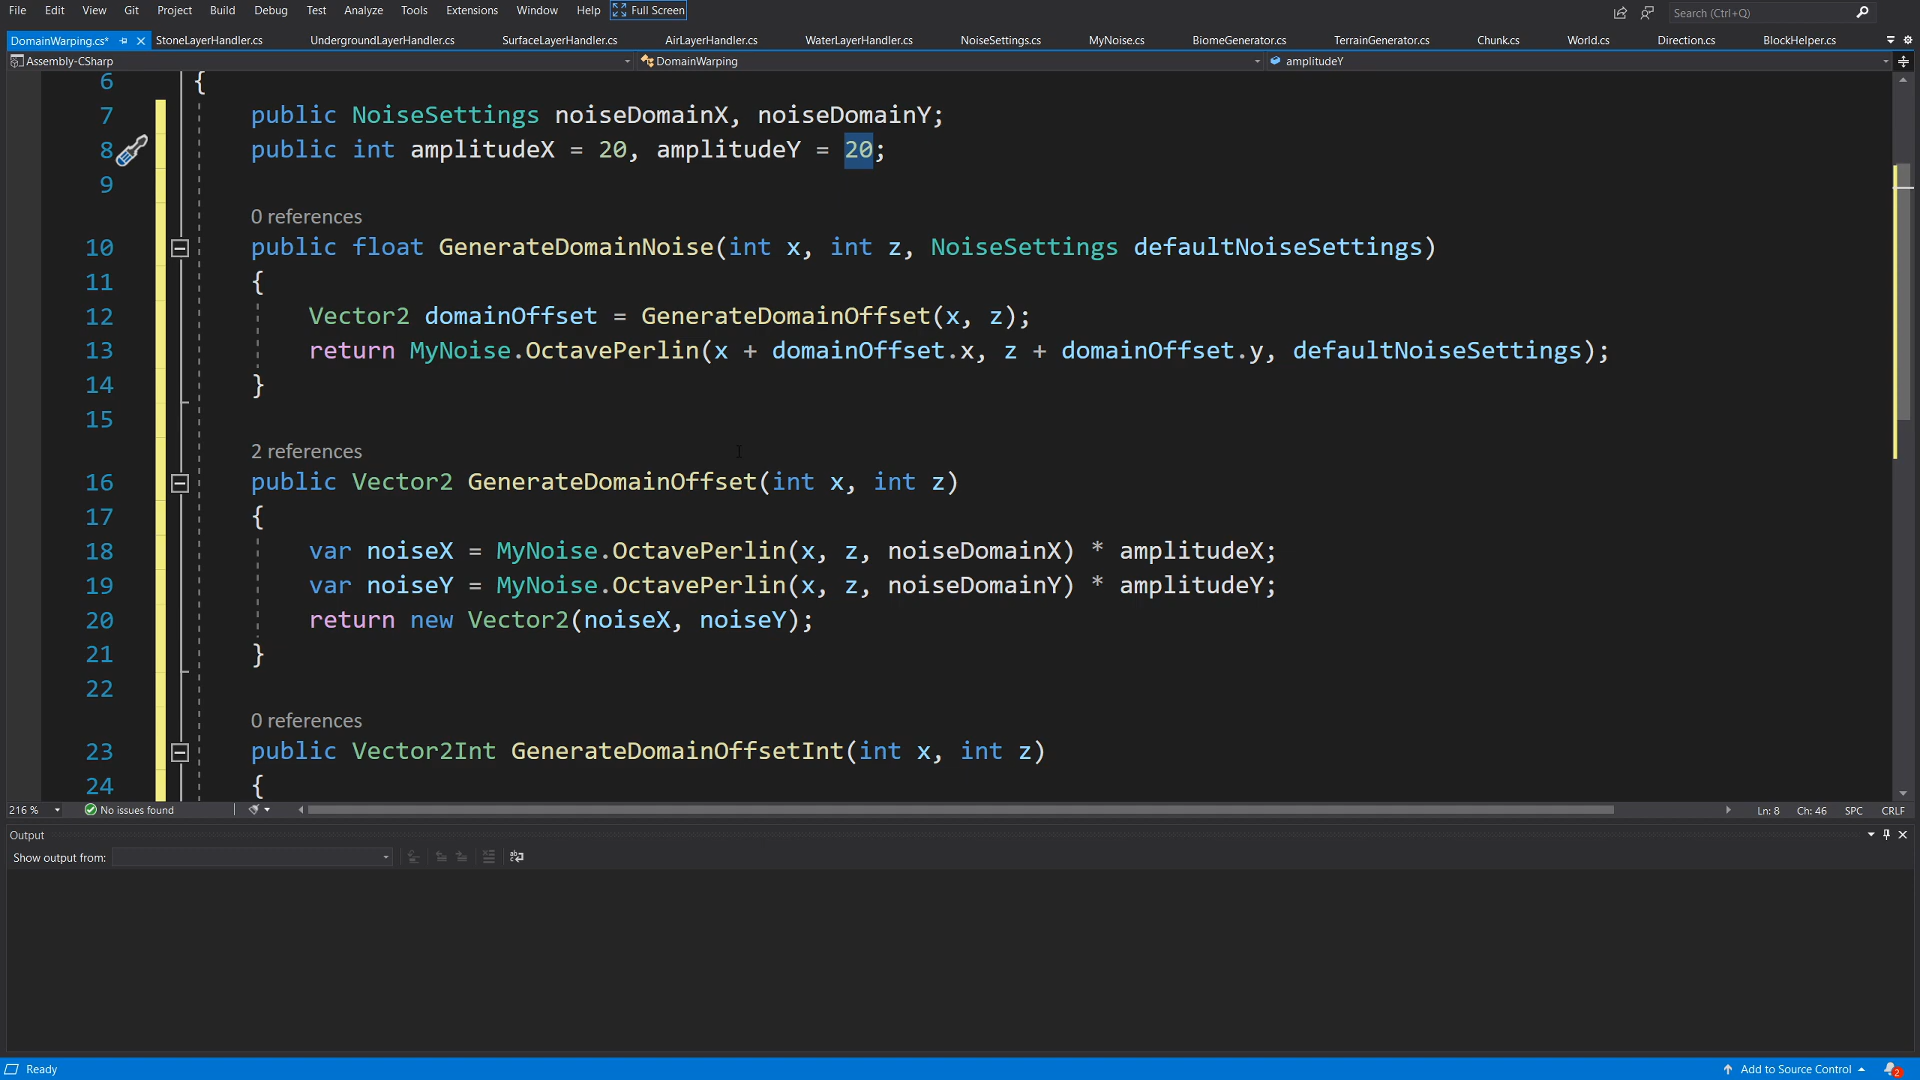 File Edit View Git Project Build Debug Test Analyze Tools Extensions Window Help Full Screen Search (Ctrl+Q)
DomainWarping.cs* StoneLayerHandler.cs UndergroundLayerHandler.cs SurfaceLayerHandler.cs AirLayerHandler.cs WaterLayerHandler.cs NoiseSettings.cs MyNoise.cs BiomeGenerator.cs TerrainGenerator.cs Chunk.cs World.cs Direction.cs BlockHelper.cs
Assembly-CSharp DomainWarping amplitudeY
6 {
7 public NoiseSettings noiseDomainX, noiseDomainY;
8 public int amplitudeX = 20, amplitudeY = 20;
9
0 references
10 public float GenerateDomainNoise(int x, int z, NoiseSettings defaultNoiseSettings)
11 {
12 Vector2 domainOffset = GenerateDomainOffset(x, z);
13 return MyNoise.OctavePerlin(x + domainOffset.x, z + domainOffset.y, defaultNoiseSettings);
14 }
15
2 references
16 public Vector2 GenerateDomainOffset(int x, int z)
17 {
18 var noiseX = MyNoise.OctavePerlin(x, z, noiseDomainX) * amplitudeX;
19 var noiseY = MyNoise.OctavePerlin(x, z, noiseDomainY) * amplitudeY;
20 return new Vector2(noiseX, noiseY);
21 }
22
0 references
23 public Vector2Int GenerateDomainOffsetInt(int x, int z)
24 {
216 % No issues found Ln: 8 Ch: 46 SPC CRLF
Output
Show output from:
Ready Add to Source Control 2